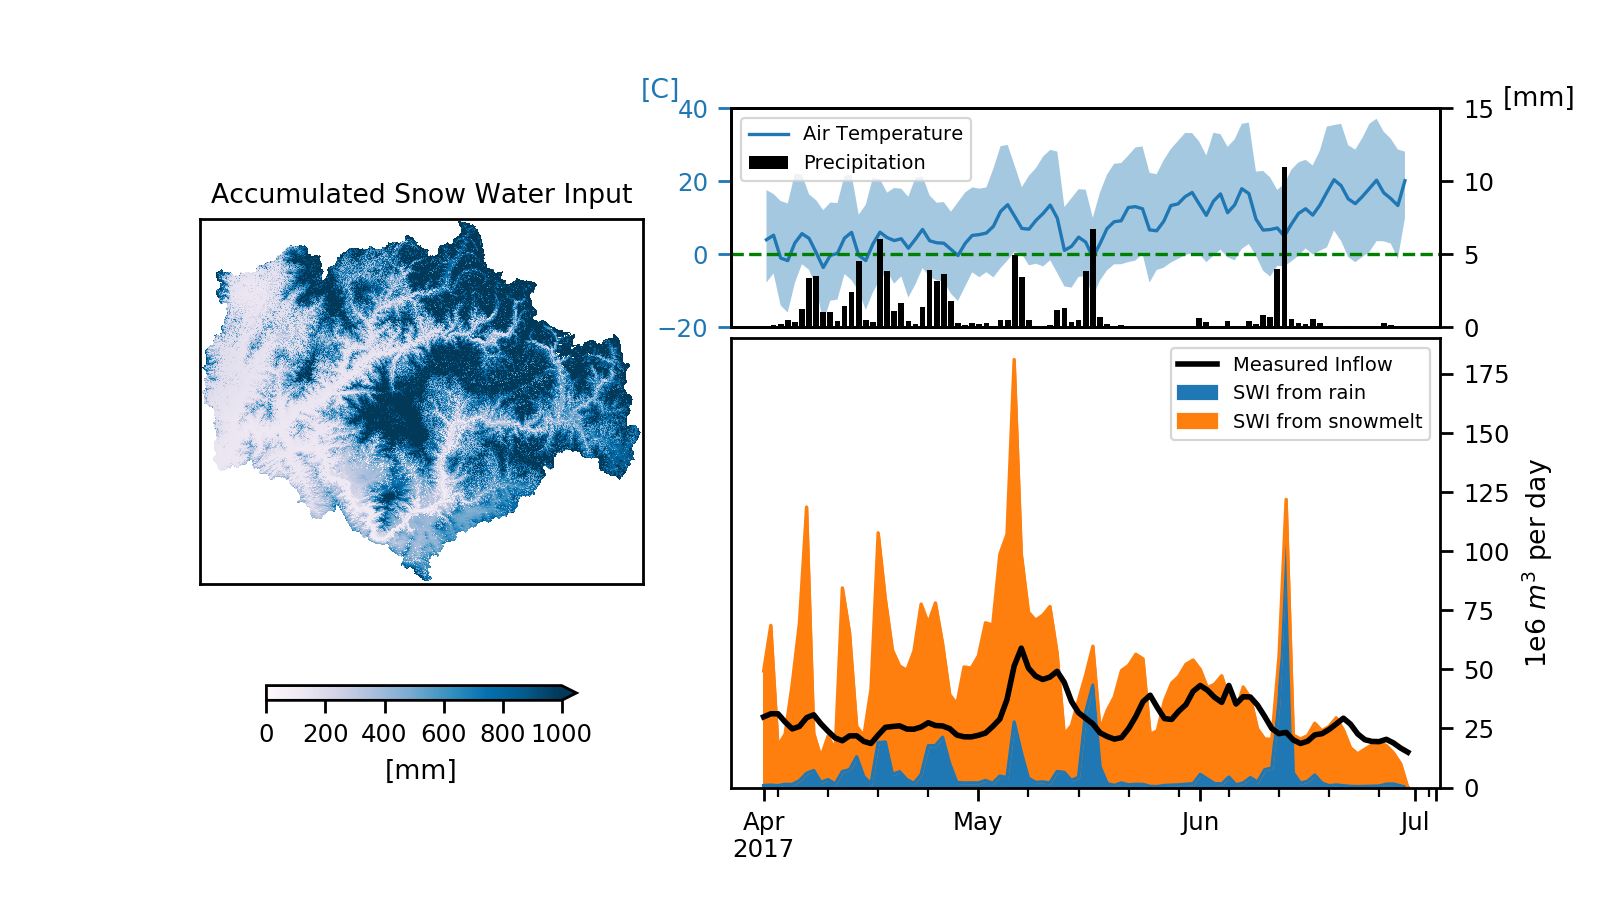 Accumulated Snow Water Input
0 200 400 600 800 1000
[mm]
[C]
40
20
0
−20
[mm]
15
10
5
0
Air Temperature
Precipitation
Measured Inflow
SWI from rain
SWI from snowmelt
175
150
125
100
75
50
25
0
1e6 m³ per day
Apr May Jun Jul
2017